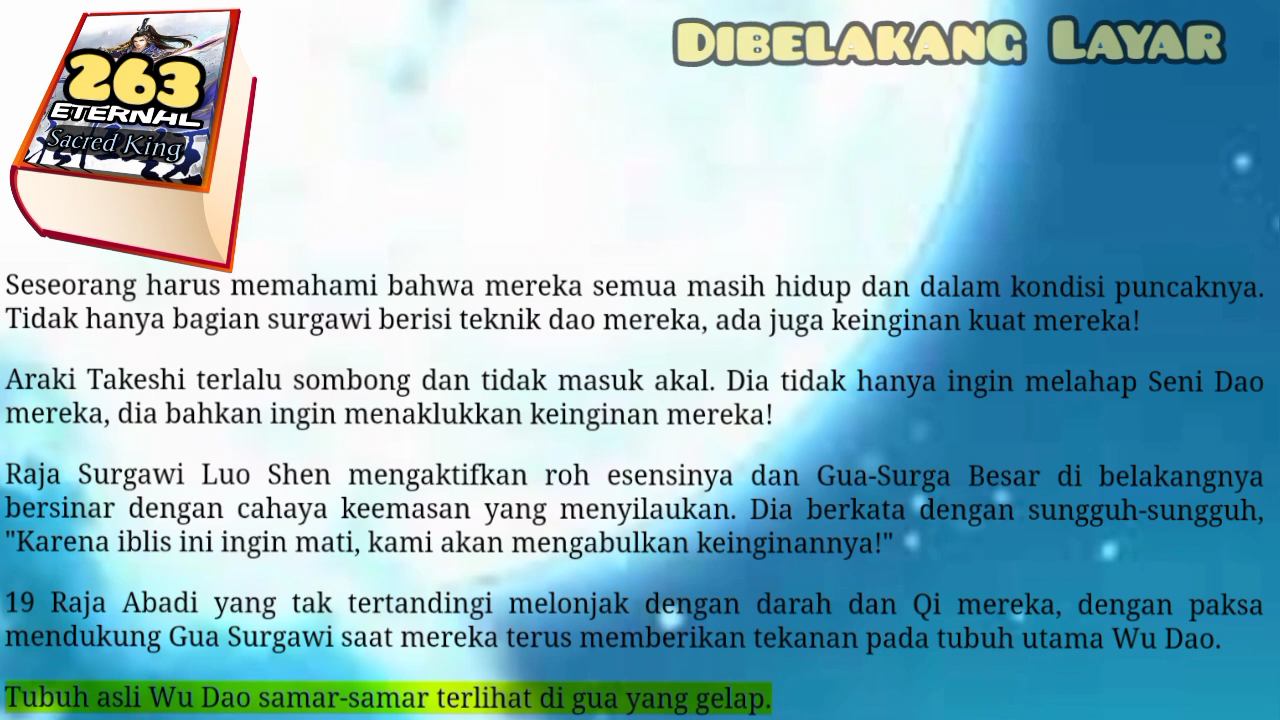 DIBELAKANG LAYAR
263
ETERNAL
Sacred King
Seseorang harus memahami bahwa mereka semua masih hidup dan dalam kondisi puncaknya.
Tidak hanya bagian surgawi berisi teknik dao mereka, ada juga keinginan kuat mereka!
Araki Takeshi terlalu sombong dan tidak masuk akal. Dia tidak hanya ingin melahap Seni Dao
mereka, dia bahkan ingin menaklukkan keinginan mereka!
Raja Surgawi Luo Shen mengaktifkan roh esensinya dan Gua-Surga Besar di belakangnya
bersinar dengan cahaya keemasan yang menyilaukan. Dia berkata dengan sungguh-sungguh,
"Karena iblis ini ingin mati, kami akan mengabulkan keinginannya!"
19 Raja Abadi yang tak tertandingi melonjak dengan darah dan Qi mereka, dengan paksa
mendukung Gua Surgawi saat mereka terus memberikan tekanan pada tubuh utama Wu Dao.
Tubuh asli Wu Dao samar-samar terlihat di gua yang gelap.